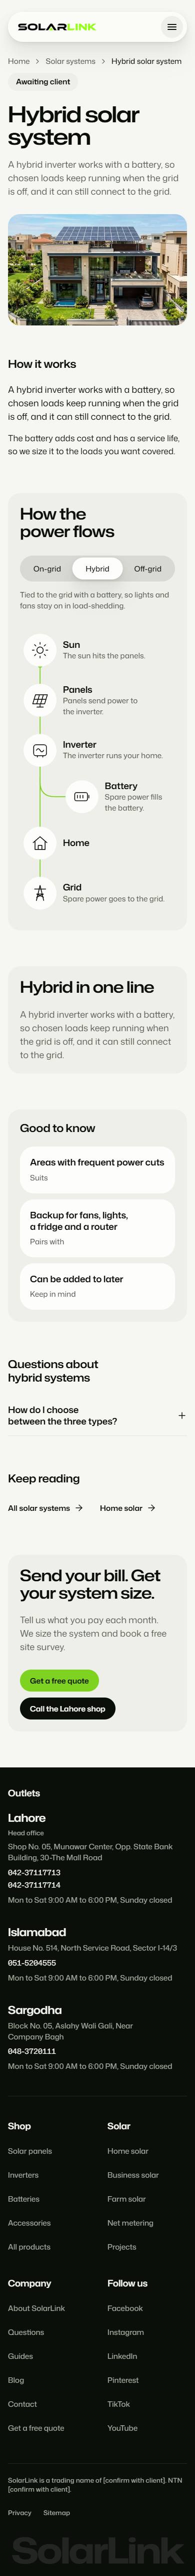 SOLARLINK
Home > Solar systems > Hybrid solar system
Awaiting client
Hybrid solar
system
A hybrid inverter works with a battery, so
chosen loads keep running when the grid
is off, and it can still connect to the grid.
How it works
A hybrid inverter works with a battery, so
chosen loads keep running when the grid
is off, and it can still connect to the grid.
The battery adds cost and has a service life,
so we size it to the loads you want covered.
How the
power flows
On-grid
Hybrid
Off-grid
Tied to the grid with a battery, so lights and
fans stay on in load-shedding.
Sun
The sun hits the panels.
Panels
Panels send power to
the inverter.
Inverter
The inverter runs your home.
Battery
Spare power fills
the battery.
Home
Grid
Spare power goes to the grid.
Hybrid in one line
A hybrid inverter works with a battery,
so chosen loads keep running when
the grid is off, and it can still connect
to the grid.
Good to know
Areas with frequent power cuts
Suits
Backup for fans, lights,
a fridge and a router
Pairs with
Can be added to later
Keep in mind
Questions about
hybrid systems
How do I choose
between the three types?
Keep reading
All solar systems →
Home solar →
Send your bill. Get
your system size.
Tell us what you pay each month.
We size the system and book a free
site survey.
Get a free quote
Call the Lahore shop
Outlets
Lahore
Head office
Shop No. 05, Munawar Center, Opp. State Bank
Building, 30-The Mall Road
042-37117713
042-37117714
Mon to Sat 9:00 AM to 6:00 PM, Sunday closed
Islamabad
House No. 514, North Service Road, Sector I-14/3
051-5204555
Mon to Sat 9:00 AM to 6:00 PM, Sunday closed
Sargodha
Block No. 05, Aslahy Wali Gali, Near
Company Bagh
048-3720111
Mon to Sat 9:00 AM to 6:00 PM, Sunday closed
Shop
Solar panels
Inverters
Batteries
Accessories
All products
Solar
Home solar
Business solar
Farm solar
Net metering
Projects
Company
About SolarLink
Questions
Guides
Blog
Contact
Get a free quote
Follow us
Facebook
Instagram
LinkedIn
Pinterest
TikTok
YouTube
SolarLink is a trading name of [confirm with client]. NTN
[confirm with client].
Privacy
Sitemap
SolarLink